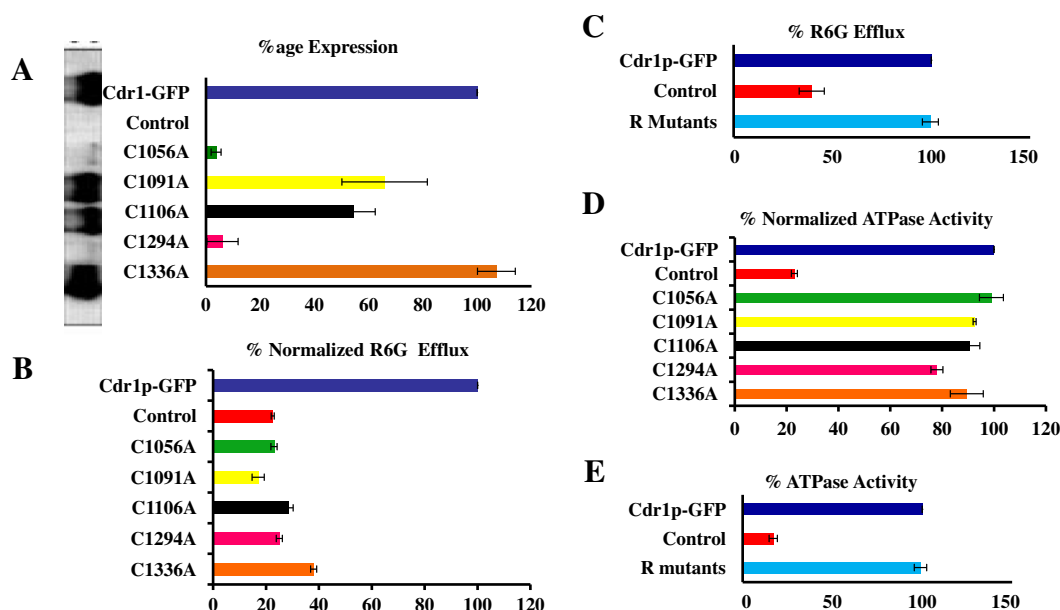 A
%age Expression
Cdr1-GFP
Control
C1056A
C1091A
C1106A
C1294A
C1336A
0 20 40 60 80 100 120
B
% Normalized R6G Efflux
Cdr1p-GFP
Control
C1056A
C1091A
C1106A
C1294A
C1336A
0 20 40 60 80 100 120
C
% R6G Efflux
Cdr1p-GFP
Control
R Mutants
0 50 100 150
D
% Normalized ATPase Activity
Cdr1p-GFP
Control
C1056A
C1091A
C1106A
C1294A
C1336A
0 20 40 60 80 100 120
E
% ATPase Activity
Cdr1p-GFP
Control
R mutants
0 50 100 150